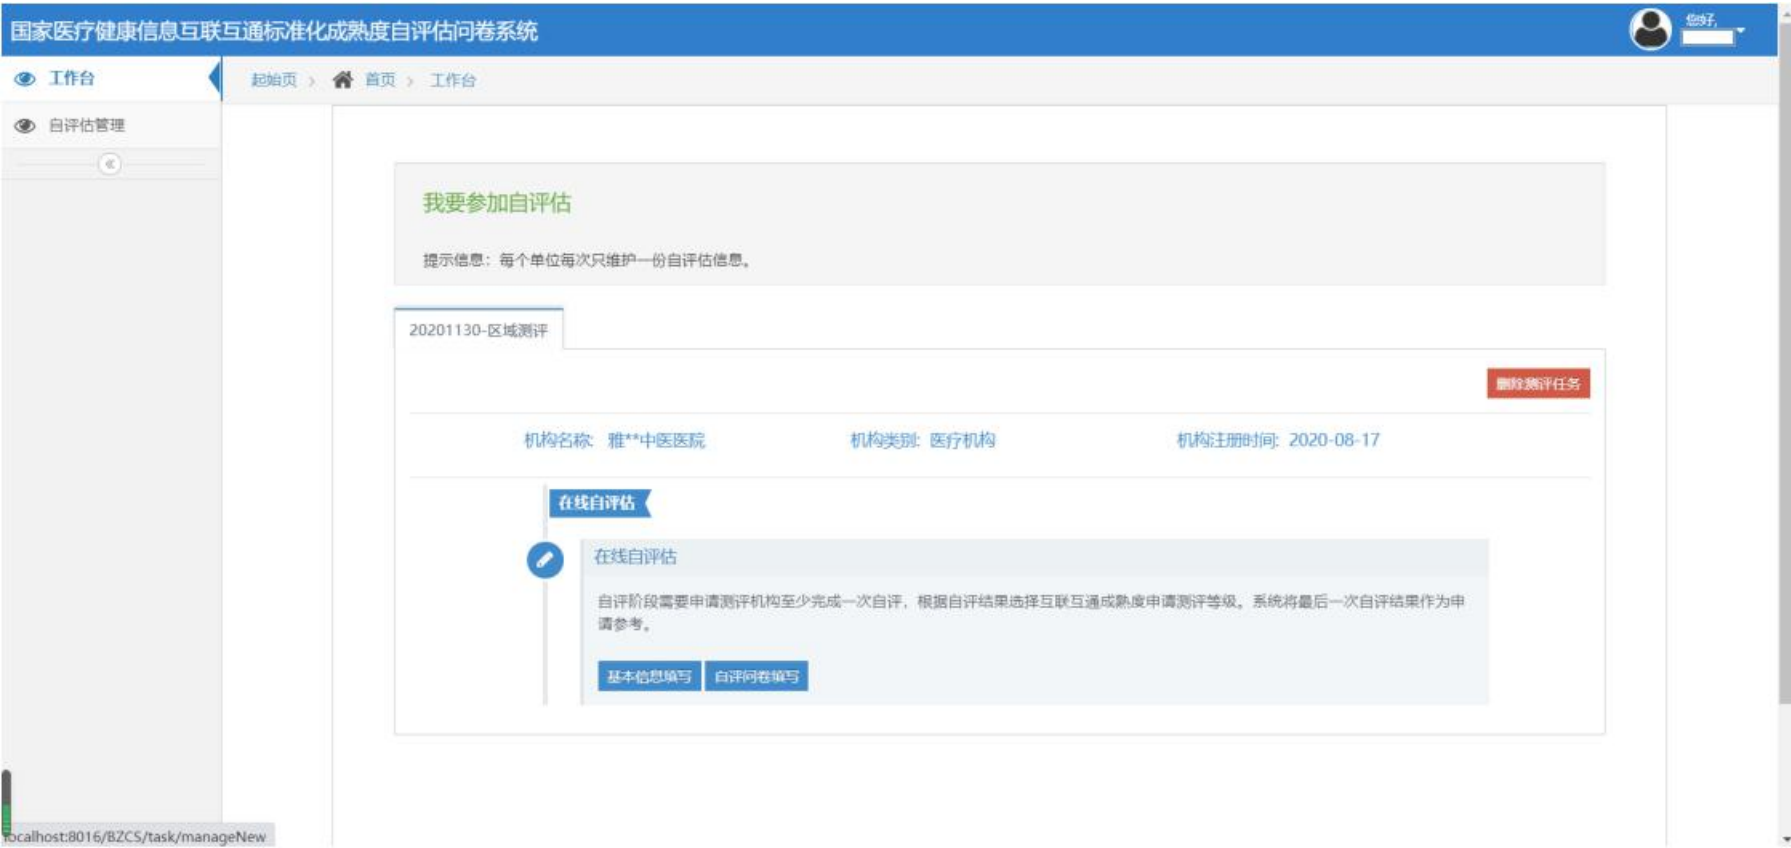 国家医疗健康信息互联互通标准化成熟度自评估问卷系统
您好,
工作台
起始页 > 首页 > 工作台
自评估管理
我要参加自评估
提示信息：每个单位每次只维护一份自评估信息。
20201130-区域测评
删除测评任务
机构名称: 雅**中医医院 机构类别: 医疗机构 机构注册时间: 2020-08-17
在线自评估
在线自评估
自评阶段需要申请测评机构至少完成一次自评，根据自评结果选择互联互通成熟度申请测评等级。系统将最后一次自评结果作为申
请参考。
基本信息填写 自评问卷填写
localhost:8016/BZCS/task/manageNew